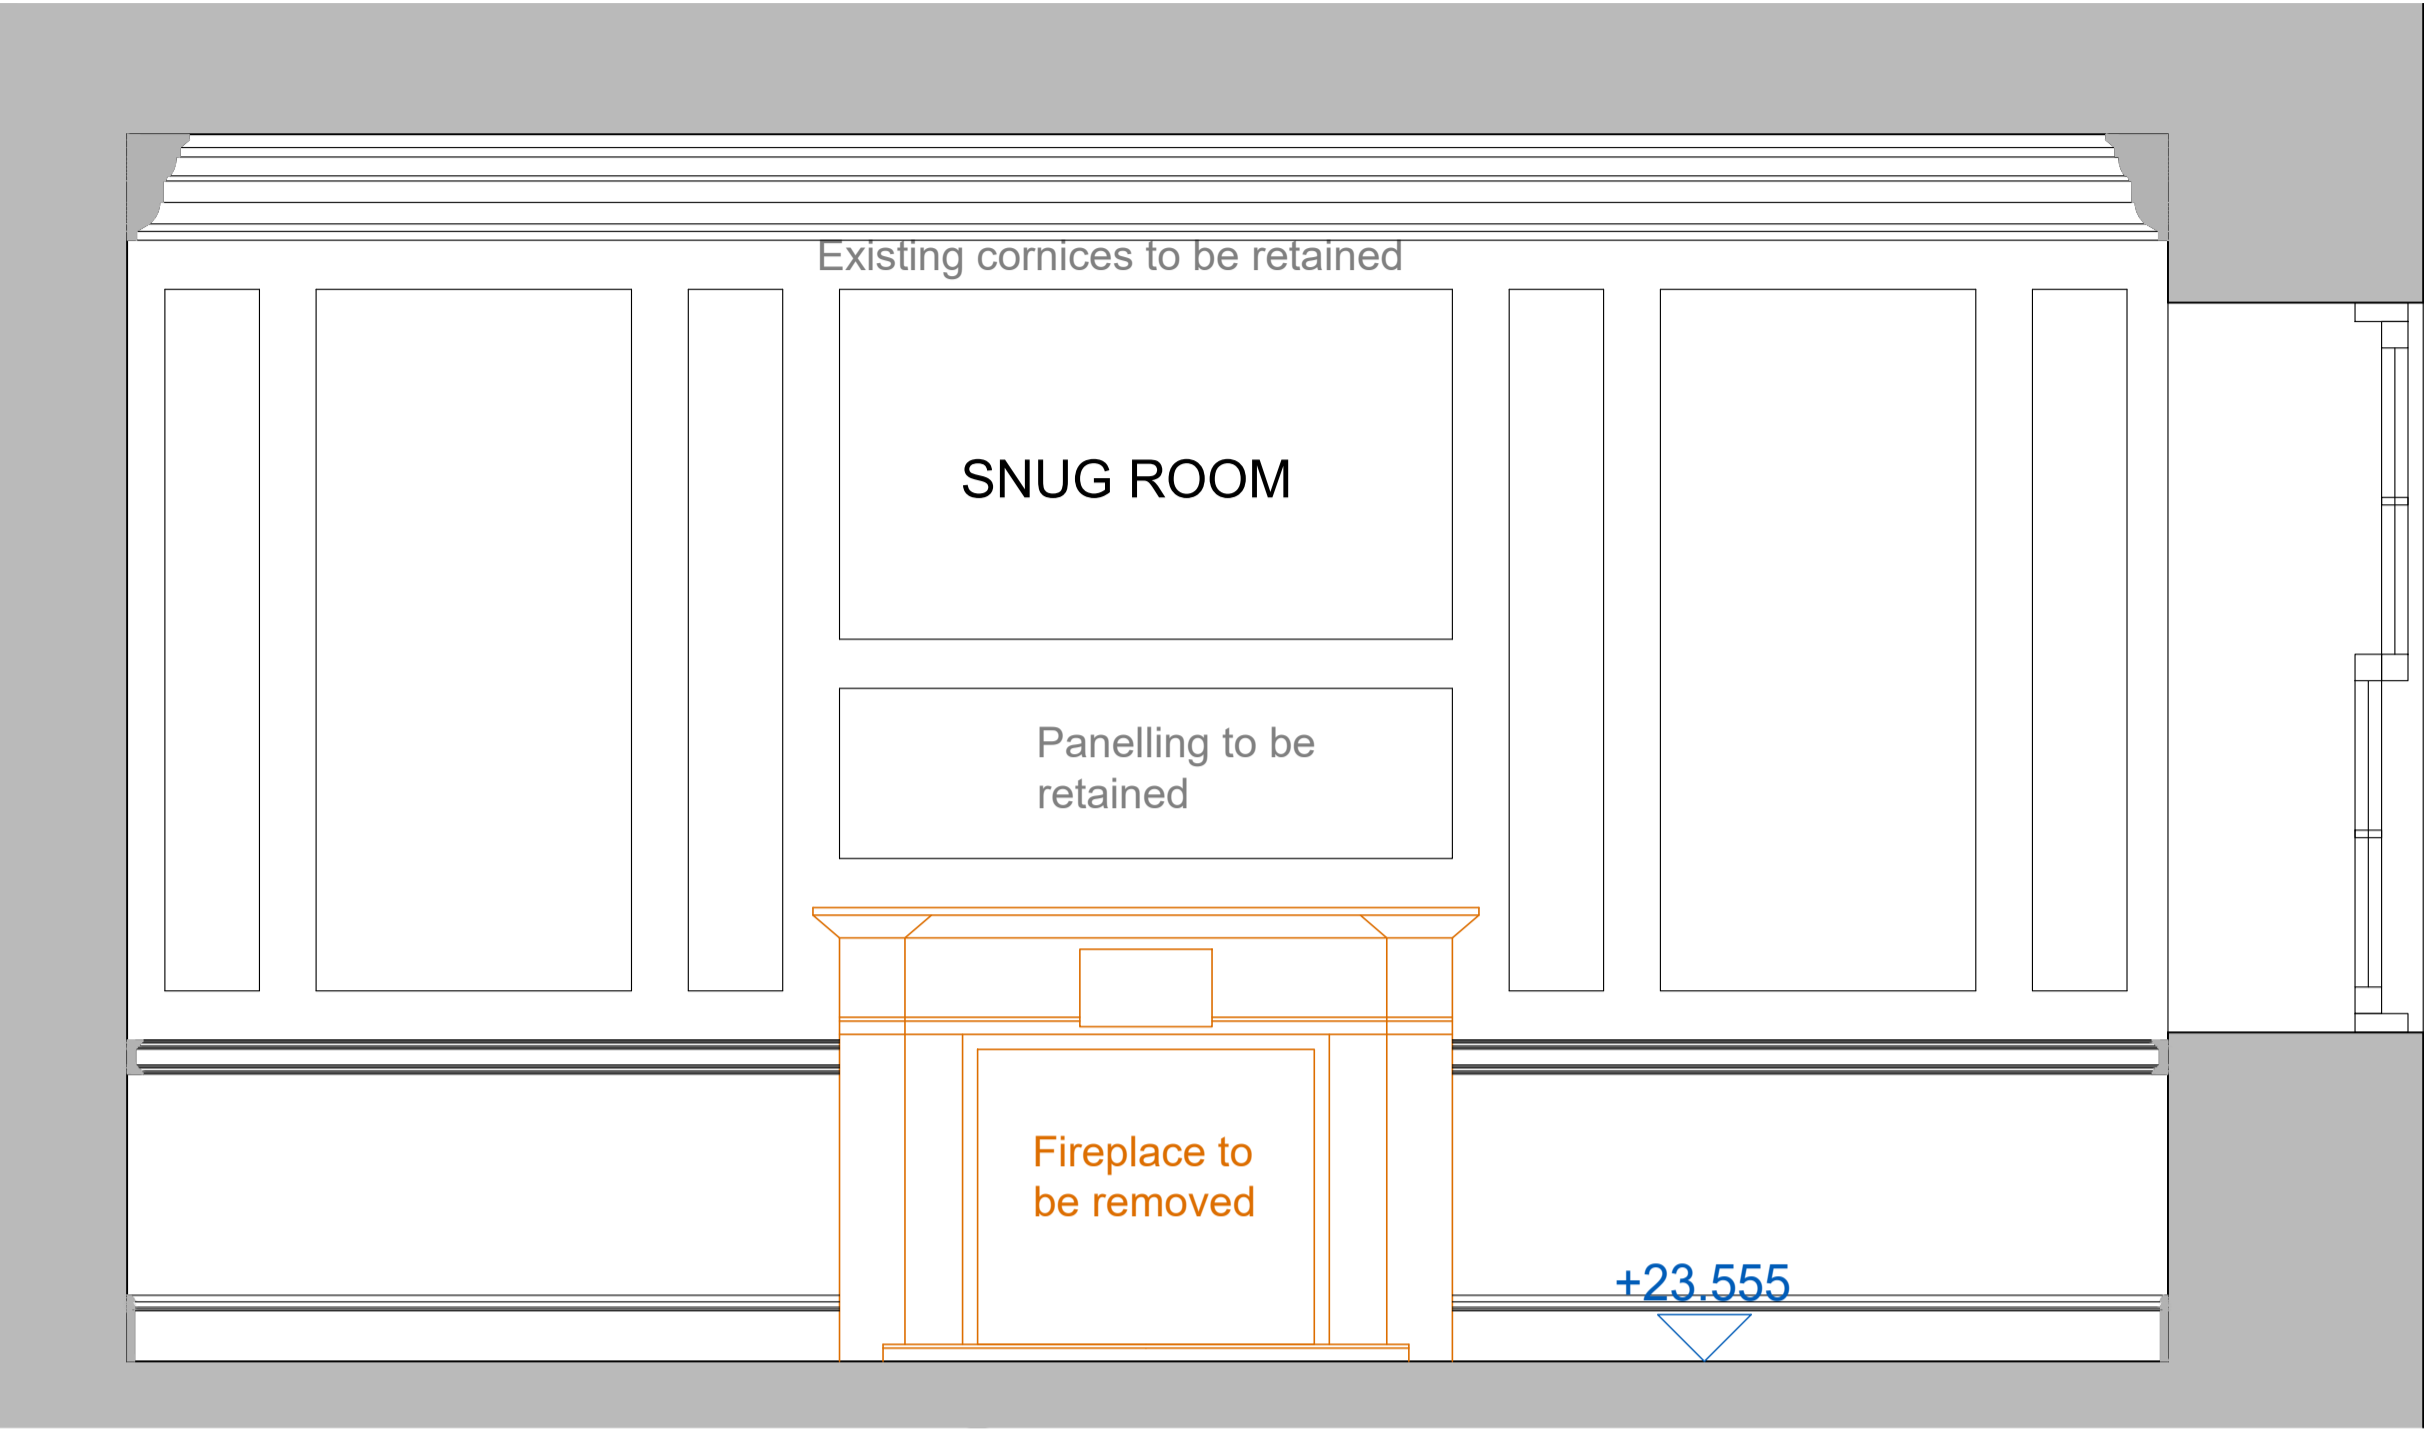 Existing cornices to be retained
SNUG ROOM
Panelling to be
retained
Fireplace to
be removed
+23.555